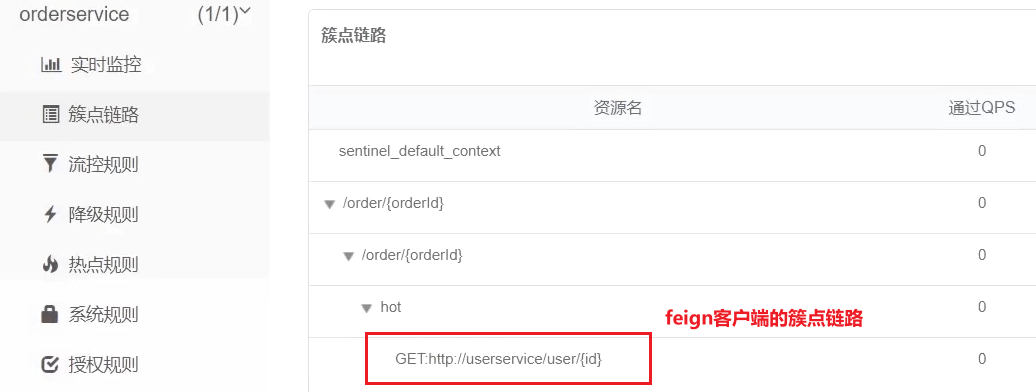 orderservice (1/1)
实时监控
簇点链路
流控规则
降级规则
热点规则
系统规则
授权规则
簇点链路
资源名 通过QPS
sentinel_default_context 0
/order/{orderId} 0
/order/{orderId} 0
hot 0
feign客户端的簇点链路
GET:http://userservice/user/{id} 0